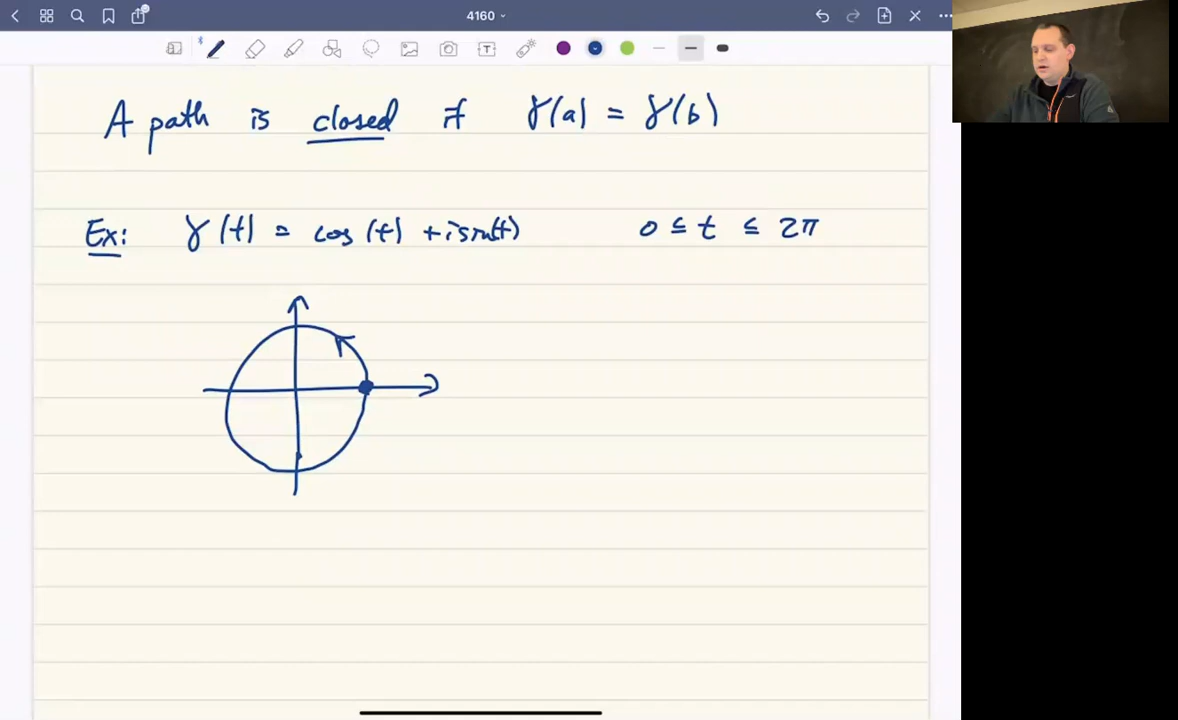 4160
A path is closed if γ(a) = γ(b)
Ex: γ(t) = cos(t) + i sin(t) 0 ≤ t ≤ 2π